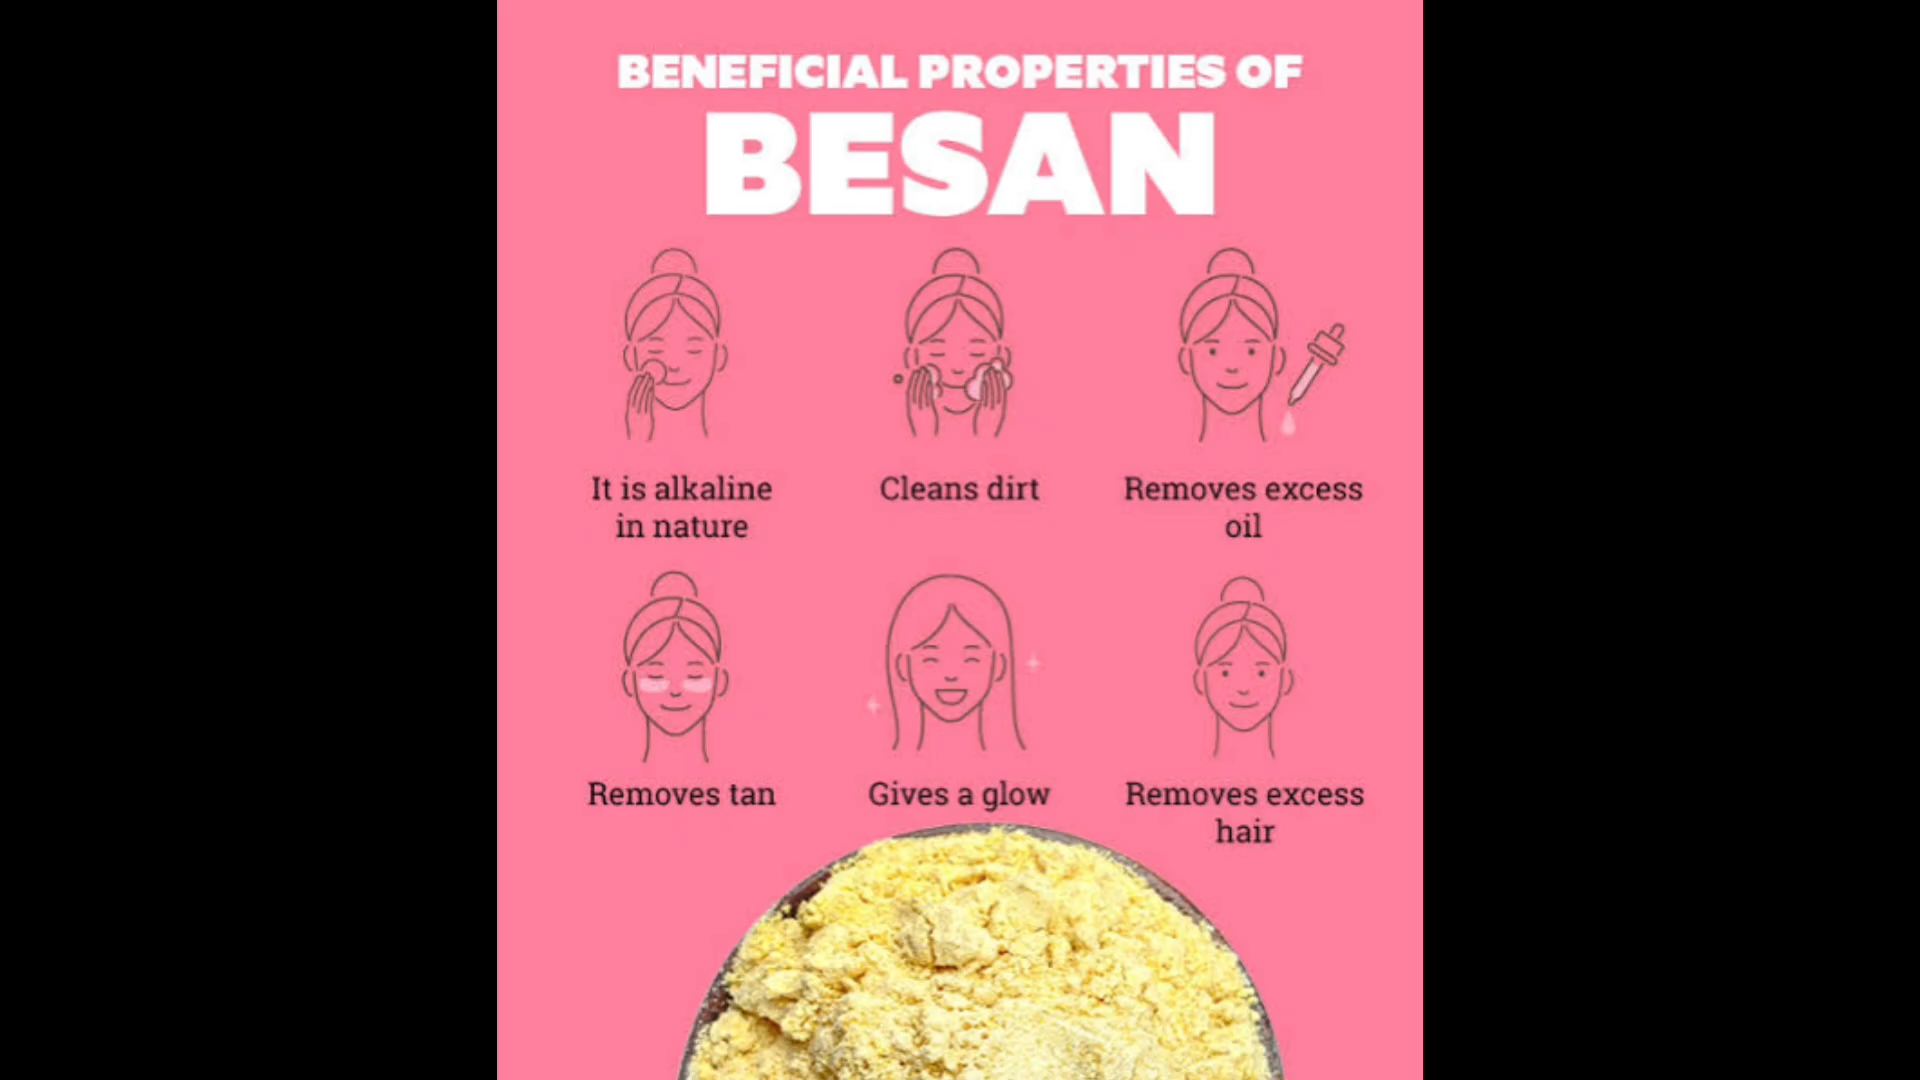 BENEFICIAL PROPERTIES OF
BESAN
It is alkaline
in nature
Cleans dirt
Removes excess
oil
Removes tan
Gives a glow
Removes excess
hair